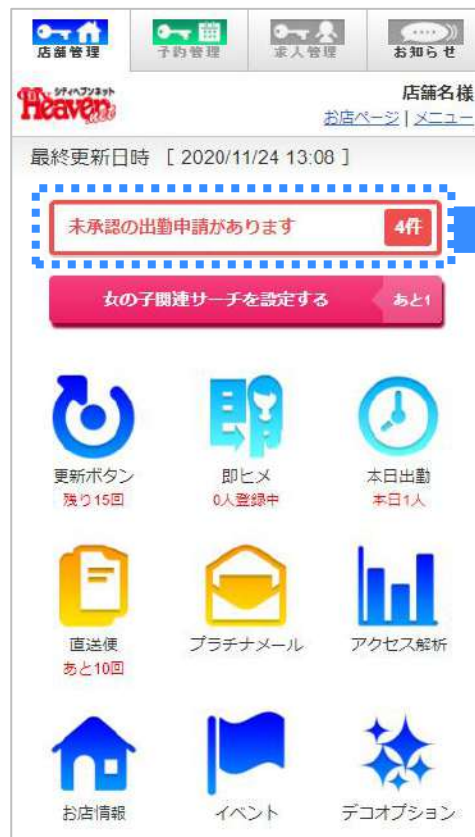 店舗管理 予約管理 求人管理 お知らせ
シティヘブンネット
Heaven.net
店舗名様
お店ページ | メニュー
最終更新日時 [ 2020/11/24 13:08 ]
未承認の出勤申請があります 4件
女の子関連サーチを設定する あと1
更新ボタン 即ヒメ 本日出勤
残り15回 0人登録中 本日1人
直送便 プラチナメール アクセス解析
あと10回
お店情報 イベント デコオプション